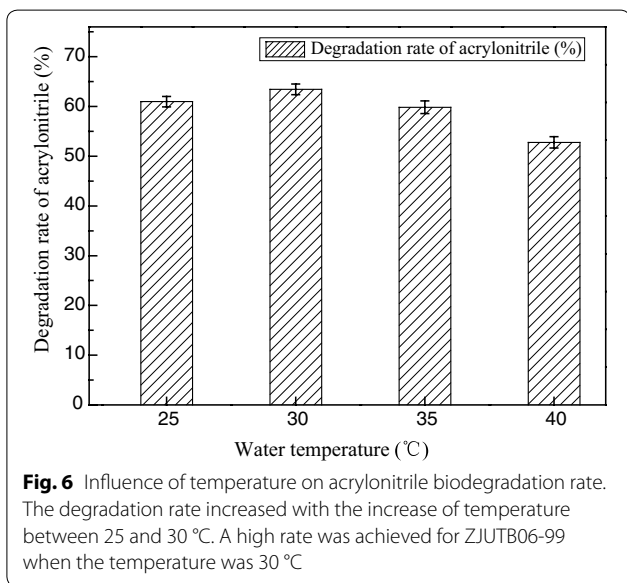 Degradation rate of acrylonitrile (%)
70
60
50
40
30
20
10
0
Degradation rate of acrylonitrile (%)
25 30 35 40
Water temperature (℃)
Fig. 6 Influence of temperature on acrylonitrile biodegradation rate.
The degradation rate increased with the increase of temperature
between 25 and 30 °C. A high rate was achieved for ZJUTB06-99
when the temperature was 30 °C